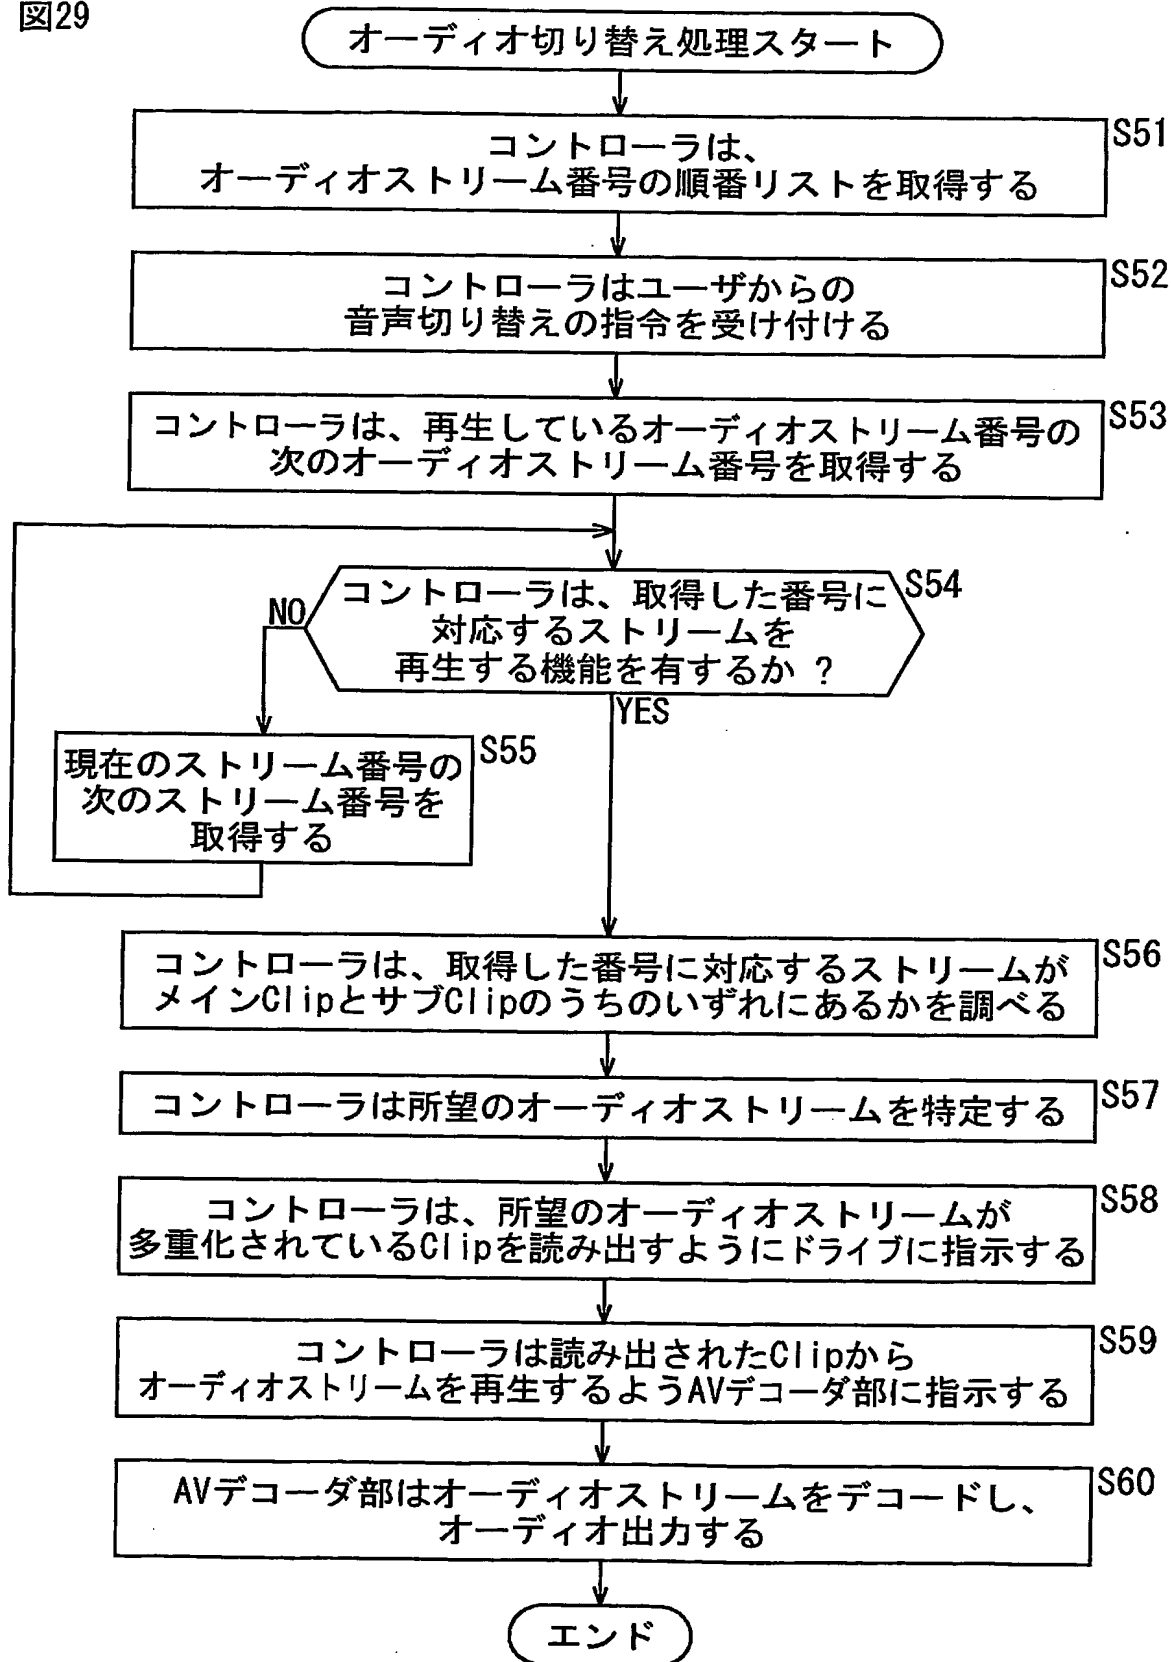 図29
オーディオ切り替え処理スタート
S51
コントローラは、
オーディオストリーム番号の順番リストを取得する
S52
コントローラはユーザからの
音声切り替えの指令を受け付ける
S53
コントローラは、再生しているオーディオストリーム番号の
次のオーディオストリーム番号を取得する
S54
コントローラは、取得した番号に
対応するストリームを
再生する機能を有するか ?
NO
YES
S55
現在のストリーム番号の
次のストリーム番号を
取得する
S56
コントローラは、取得した番号に対応するストリームが
メインClipとサブClipのうちのいずれにあるかを調べる
S57
コントローラは所望のオーディオストリームを特定する
S58
コントローラは、所望のオーディオストリームが
多重化されているClipを読み出すようにドライブに指示する
S59
コントローラは読み出されたClipから
オーディオストリームを再生するようAVデコーダ部に指示する
S60
AVデコーダ部はオーディオストリームをデコードし、
オーディオ出力する
エンド